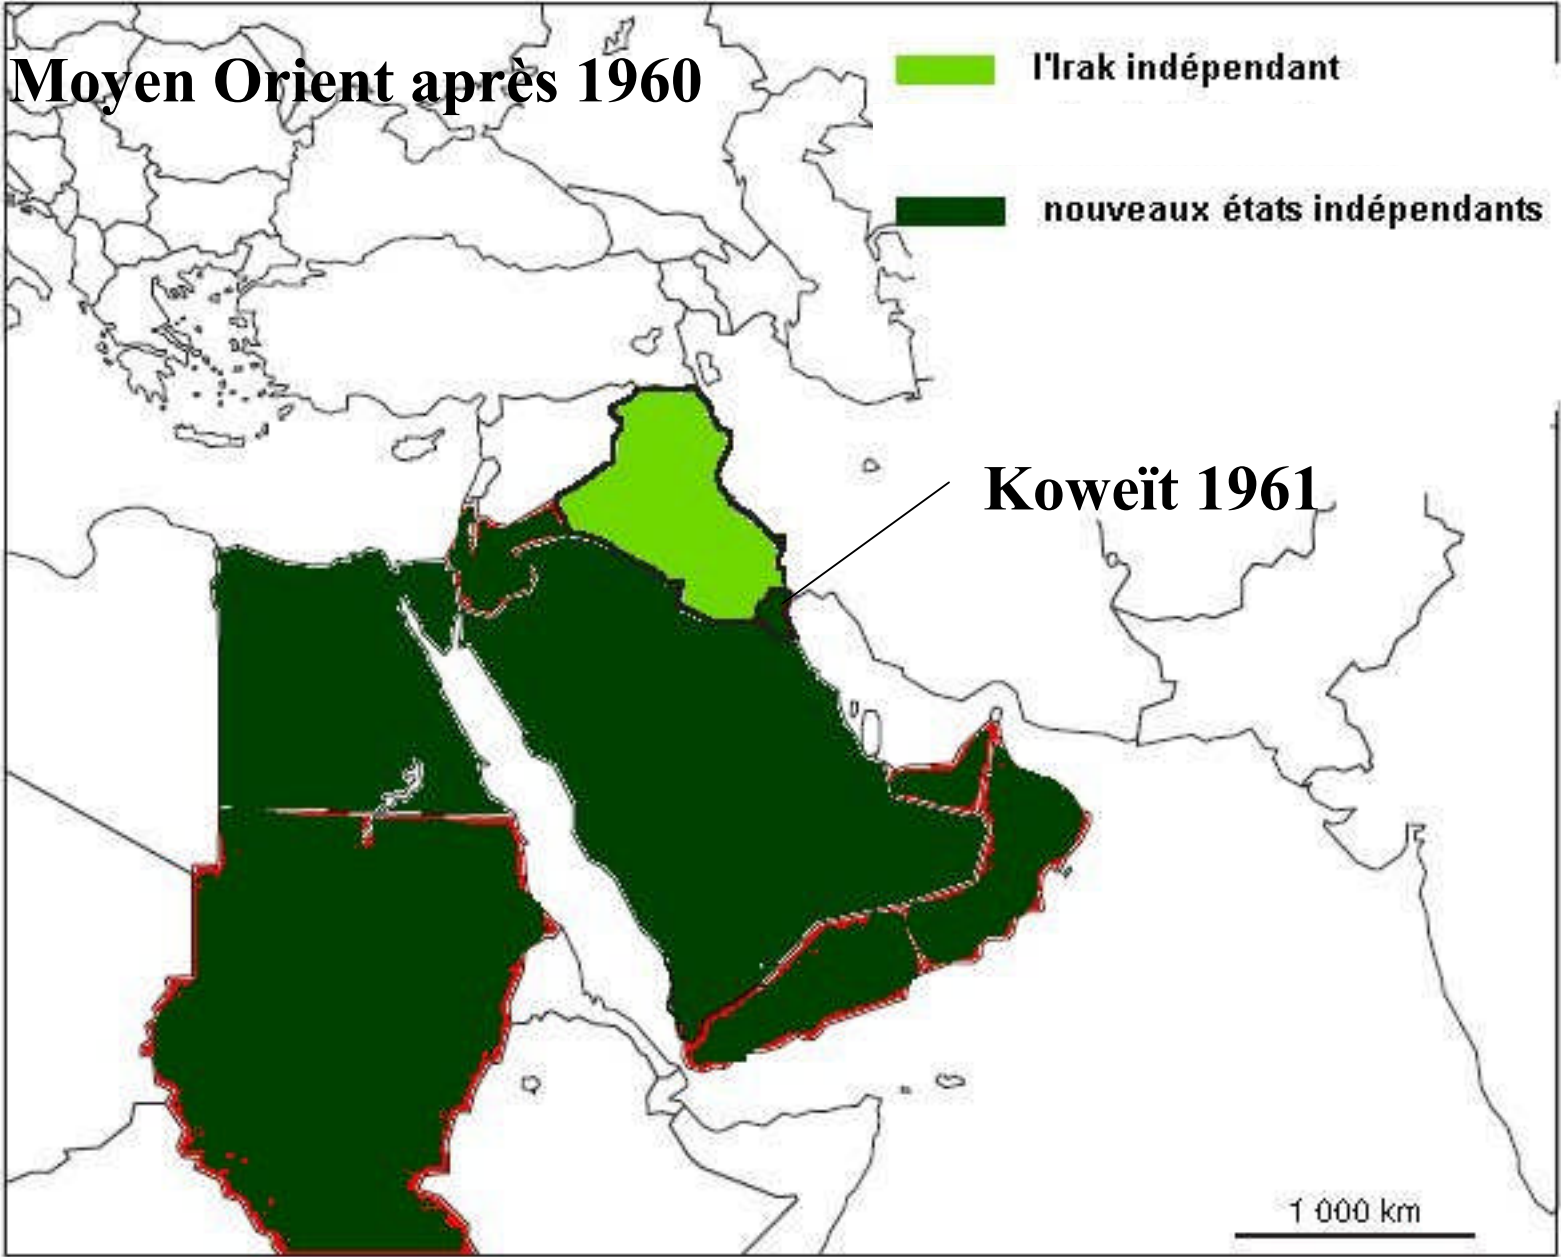 Moyen Orient après 1960
l'Irak indépendant
nouveaux états indépendants
Koweït 1961
1 000 km